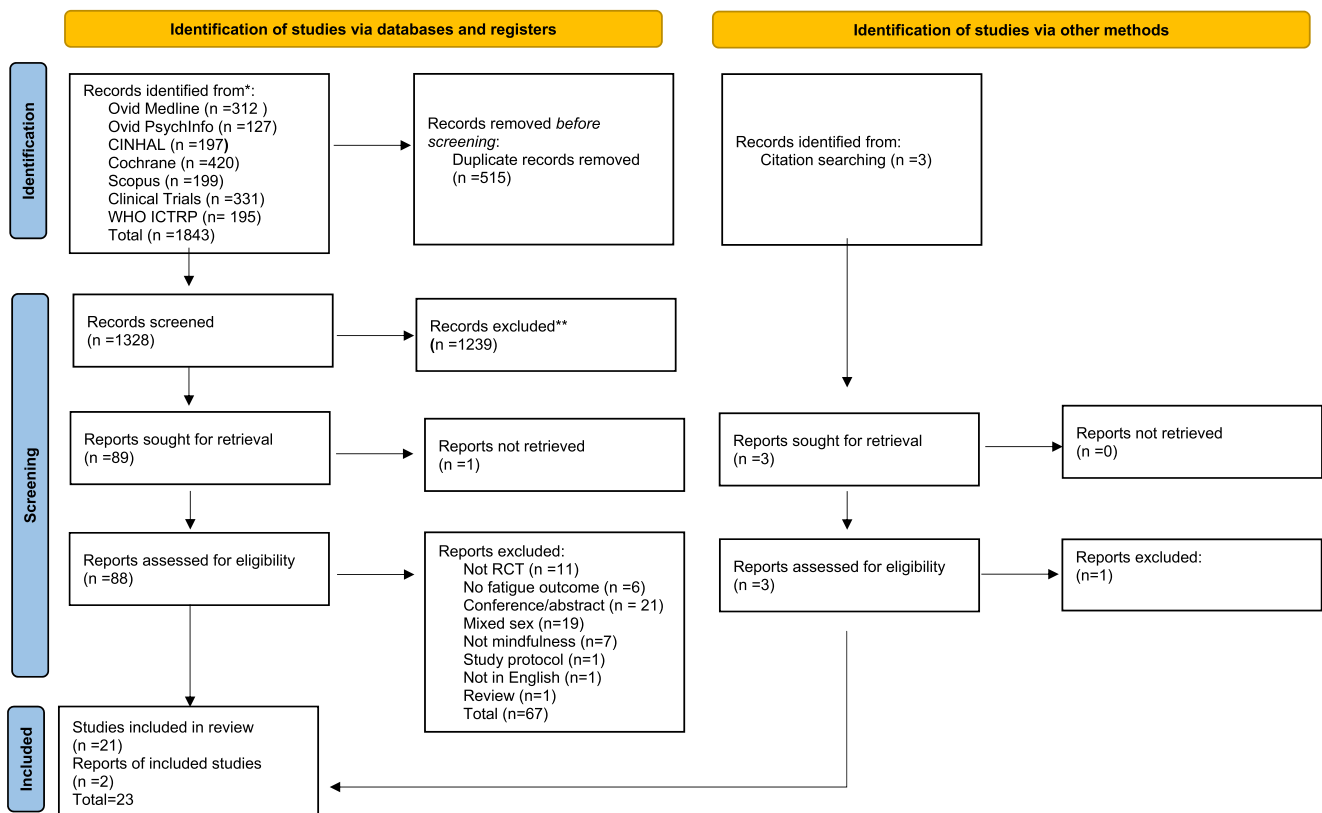 Identification of studies via databases and registers
Identification of studies via other methods
Identification
Records identified from*:
Ovid Medline (n =312 )
Ovid PsychInfo (n =127)
CINHAL (n =197)
Cochrane (n =420)
Scopus (n =199)
Clinical Trials (n =331)
WHO ICTRP (n= 195)
Total (n =1843)
Records removed before
screening:
Duplicate records removed
(n =515)
Records identified from:
Citation searching (n =3)
Screening
Records screened
(n =1328)
Records excluded**
(n =1239)
Reports sought for retrieval
(n =89)
Reports not retrieved
(n =1)
Reports sought for retrieval
(n =3)
Reports not retrieved
(n =0)
Reports assessed for eligibility
(n =88)
Reports excluded:
Not RCT (n =11)
No fatigue outcome (n =6)
Conference/abstract (n = 21)
Mixed sex (n=19)
Not mindfulness (n=7)
Study protocol (n=1)
Not in English (n=1)
Review (n=1)
Total (n=67)
Reports assessed for eligibility
(n =3)
Reports excluded:
(n=1)
Included
Studies included in review
(n =21)
Reports of included studies
(n =2)
Total=23